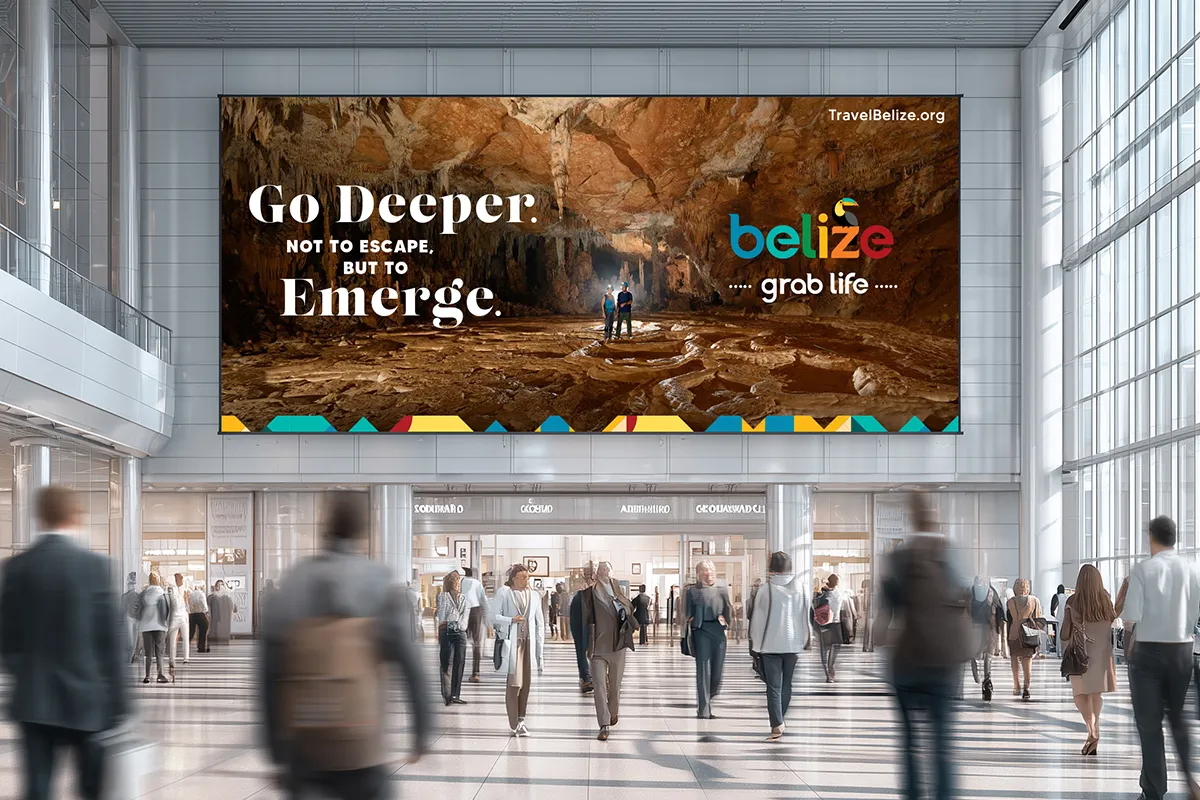 TravelBelize.org
Go Deeper.
NOT TO ESCAPE,
BUT TO
Emerge.
belize
grab life